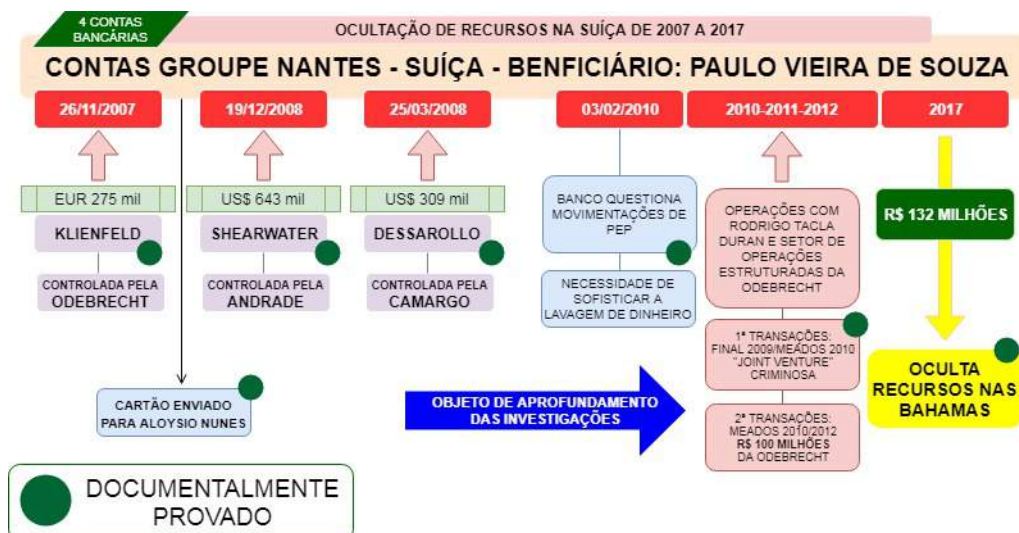 4 CONTAS
BANCÁRIAS
OCULTAÇÃO DE RECURSOS NA SUÍÇA DE 2007 A 2017
CONTAS GROUPE NANTES - SUÍÇA - BENFICIÁRIO: PAULO VIEIRA DE SOUZA
26/11/2007
19/12/2008
25/03/2008
03/02/2010
2010-2011-2012
2017
EUR 275 mil
KLIENFELD
CONTROLADA PELA
ODEBRECHT
US$ 643 mil
SHEARWATER
CONTROLADA PELA
ANDRADE
US$ 309 mil
DESSAROLLO
CONTROLADA PELA
CAMARGO
BANCO QUESTIONA
MOVIMENTAÇÕES DE
PEP
NECESSIDADE DE
SOFISTICAR A
LAVAGEM DE DINHEIRO
OPERAÇÕES COM
RODRIGO TACLA
DURAN E SETOR DE
OPERAÇÕES
ESTRUTURADAS DA
ODEBRECHT
1ª TRANSAÇÕES:
FINAL 2009/MEADOS 2010
"JOINT VENTURE"
CRIMINOSA
2ª TRANSAÇÕES:
MEADOS 2010/2012
R$ 100 MILHÕES
DA ODEBRECHT
R$ 132 MILHÕES
OCULTA
RECURSOS NAS
BAHAMAS
CARTÃO ENVIADO
PARA ALOYSIO NUNES
OBJETO DE APROFUNDAMENTO
DAS INVESTIGAÇÕES
DOCUMENTALMENTE
PROVADO